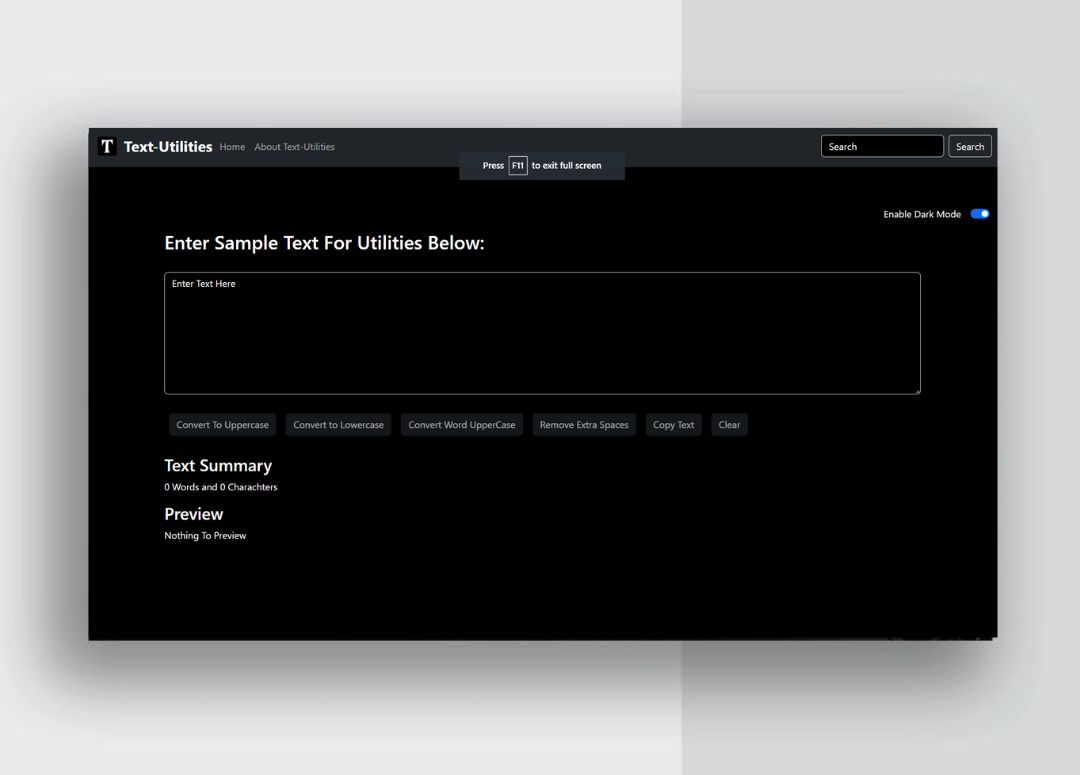 T Text-Utilities Home About Text-Utilities Search Search
Press F11 to exit full screen
Enable Dark Mode
Enter Sample Text For Utilities Below:
Enter Text Here
Convert To Uppercase Convert to Lowercase Convert Word UpperCase Remove Extra Spaces Copy Text Clear
Text Summary
0 Words and 0 Charachters
Preview
Nothing To Preview